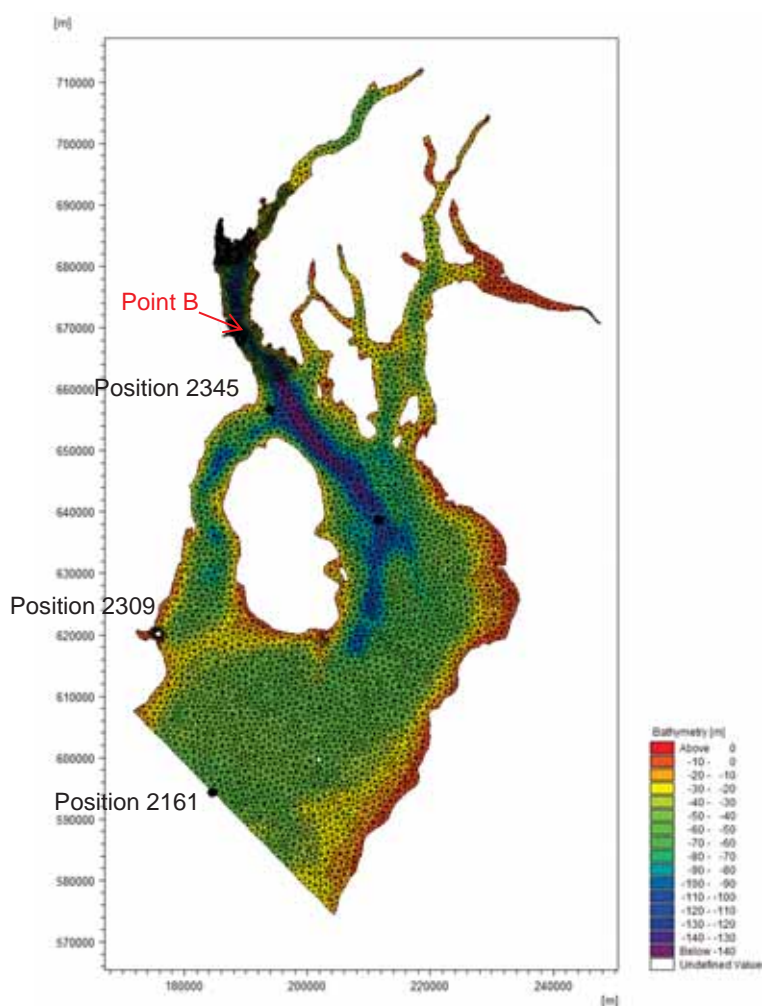 [m]
710000
700000
690000
680000
Point B
670000
660000
Position 2345
650000
640000
630000
Position 2309
620000
610000
600000
Position 2161
590000
580000
570000
180000 200000 220000 240000
[m]
Bathymetry [m]
Above 0
-10 - 0
-20 - -10
-30 - -20
-40 - -30
-50 - -40
-60 - -50
-70 - -60
-80 - -70
-90 - -80
-100 - -90
-110 - -100
-120 - -110
-130 - -120
-140 - -130
Below -140
Undefined Value